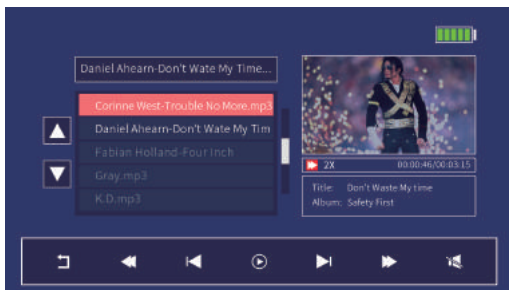 Daniel Ahearn-Don't Wate My Time...
Corinne West-Trouble No More.mp3
Daniel Ahearn-Don't Wate My Tim
Fabian Holland-Four Inch
Gray.mp3
K.D.mp3
2X 00:00:46/00:03:15
Title: Don't Waste My time
Album: Safety First